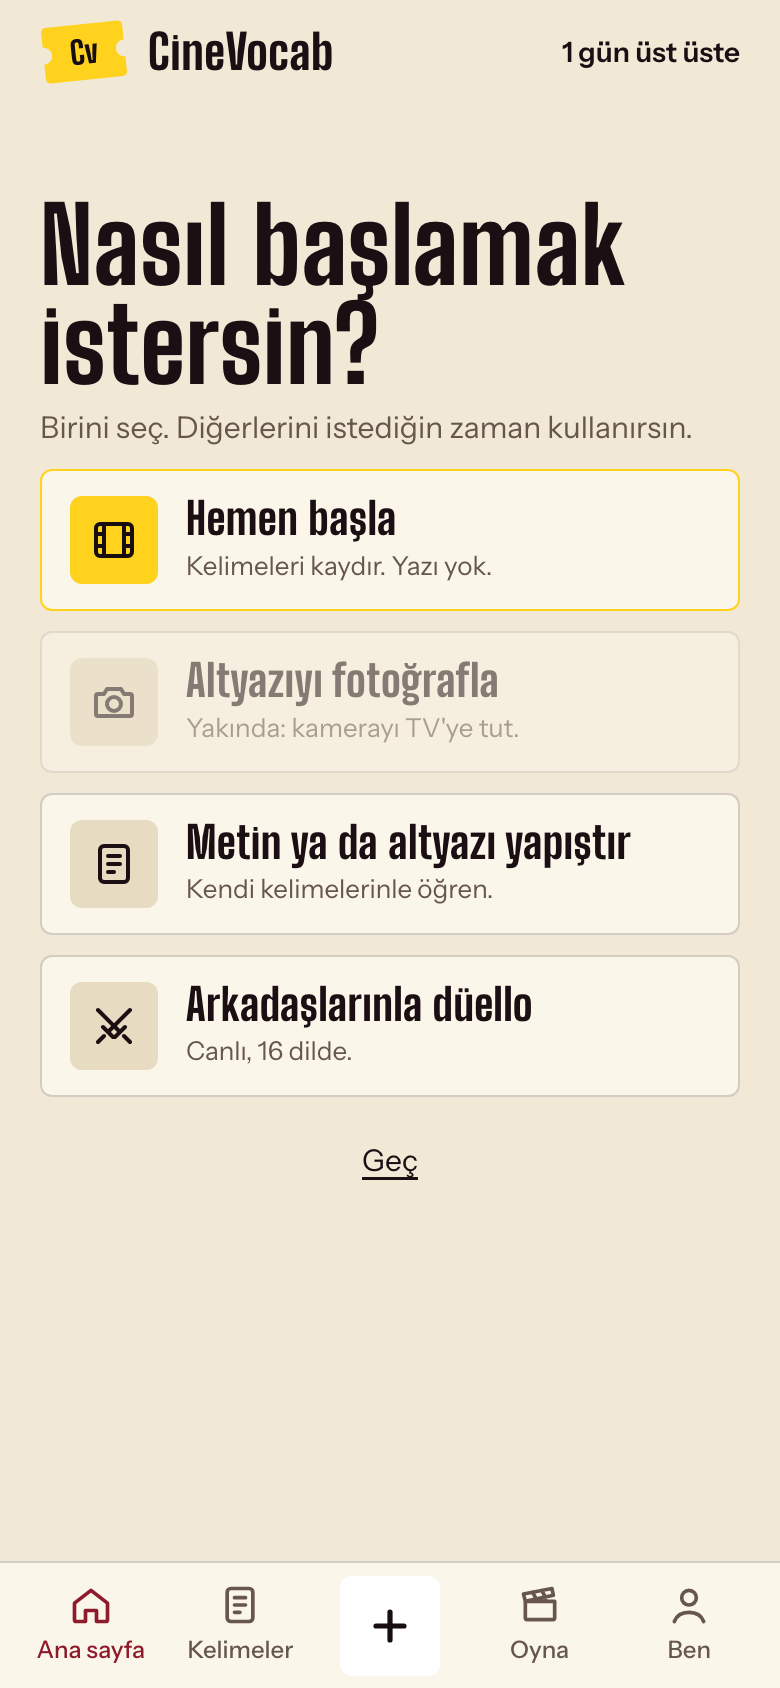 Cv
CineVocab
1 gün üst üste
Nasıl başlamak
istersin?
Birini seç. Diğerlerini istediğin zaman kullanırsın.
Hemen başla
Kelimeleri kaydır. Yazı yok.
Altyazıyı fotoğrafla
Yakında: kamerayı TV'ye tut.
Metin ya da altyazı yapıştır
Kendi kelimelerinle öğren.
Arkadaşlarınla düello
Canlı, 16 dilde.
Geç
Ana sayfa
Kelimeler
Oyna
Ben